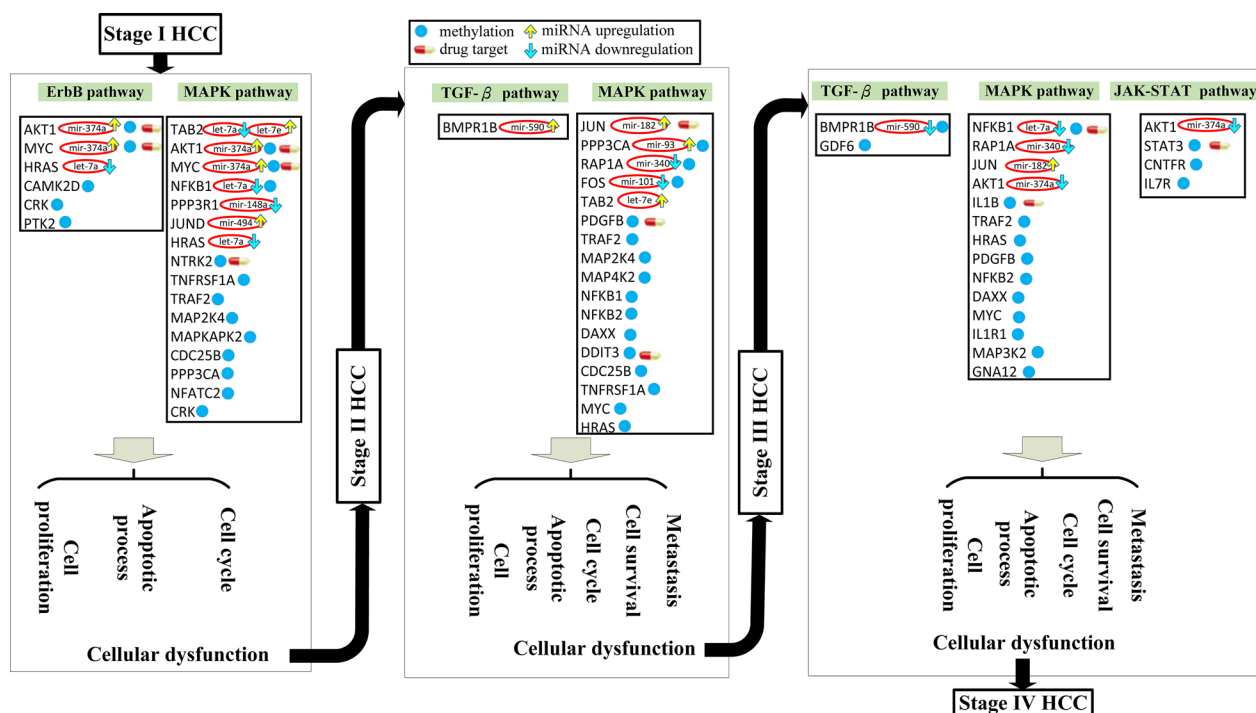 Stage I HCC
methylation
miRNA upregulation
drug target
miRNA downregulation
ErbB pathway
AKT1 mir-374a
MYC mir-374a
HRAS let-7a
CAMK2D
CRK
PTK2
MAPK pathway
TAB2 let-7a let-7e
AKT1 mir-374a
MYC mir-374a
NFKB1 let-7a
PPP3R1 mir-148a
JUND mir-494
HRAS let-7a
NTRK2
TNFRSF1A
TRAF2
MAP2K4
MAPKAPK2
CDC25B
PPP3CA
NFATC2
CRK
Cell
proliferation
Apoptotic
process
Cell cycle
Cellular dysfunction
Stage II HCC
TGF-β pathway
BMPR1B mir-590
MAPK pathway
JUN mir-182
PPP3CA mir-93
RAP1A mir-340
FOS mir-101
TAB2 let-7e
PDGFB
TRAF2
MAP2K4
MAP4K2
NFKB1
NFKB2
DAXX
DDIT3
CDC25B
TNFRSF1A
MYC
HRAS
Cell
proliferation
Apoptotic
process
Cell cycle
Cell survival
Metastasis
Cellular dysfunction
Stage III HCC
TGF-β pathway
BMPR1B mir-590
GDF6
MAPK pathway
NFKB1 let-7a
RAP1A mir-340
JUN mir-182
AKT1 mir-374a
IL1B
TRAF2
HRAS
PDGFB
NFKB2
DAXX
MYC
IL1R1
MAP3K2
GNA12
JAK-STAT pathway
AKT1 mir-374a
STAT3
CNTFR
IL7R
Cell
proliferation
Apoptotic
process
Cell cycle
Cell survival
Metastasis
Cellular dysfunction
Stage IV HCC